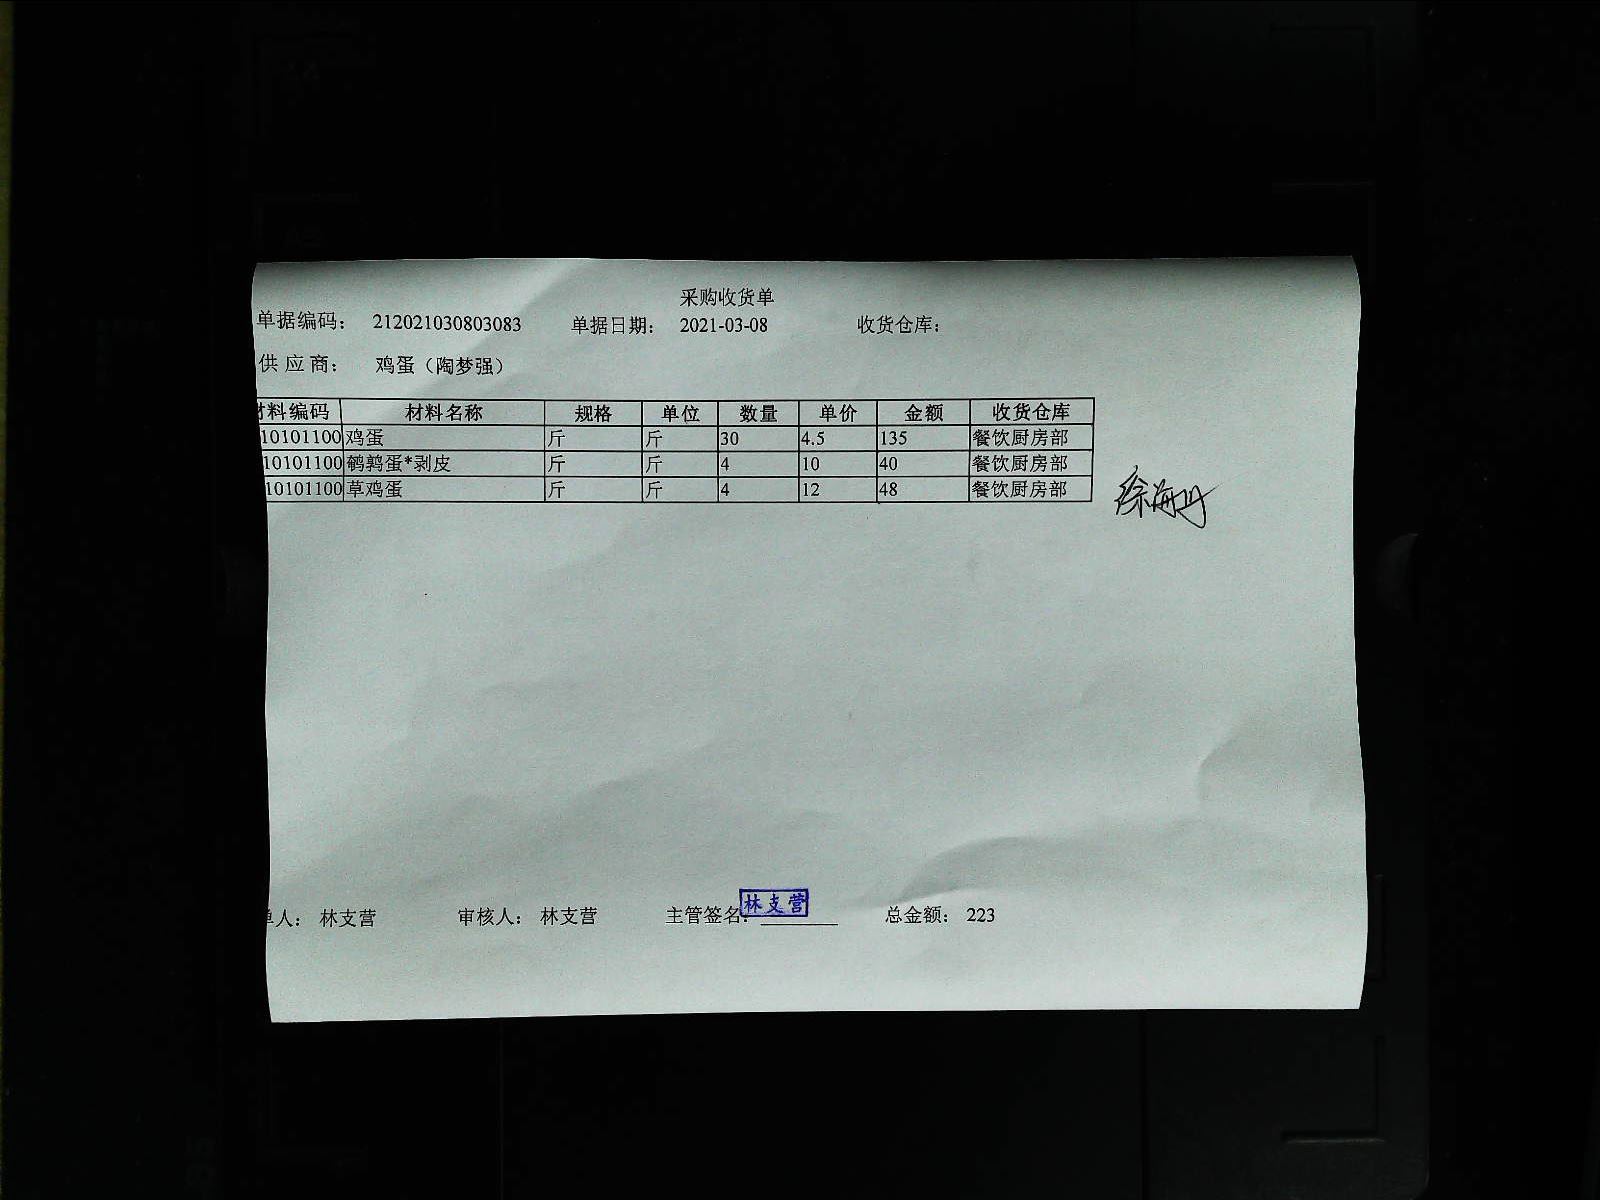 采购收货单
单据编码： 212021030803083 单据日期： 2021-03-08 收货仓库：
供 应 商： 鸡蛋（陶梦强）
材料编码 材料名称 规格 单位 数量 单价 金额 收货仓库
10101100 鸡蛋 斤 斤 30 4.5 135 餐饮厨房部
10101100 鹌鹑蛋*剥皮 斤 斤 4 10 40 餐饮厨房部
10101100 草鸡蛋 斤 斤 4 12 48 餐饮厨房部
徐海丹
单人： 林支营 审核人： 林支营 主管签名： 林支营 总金额： 223